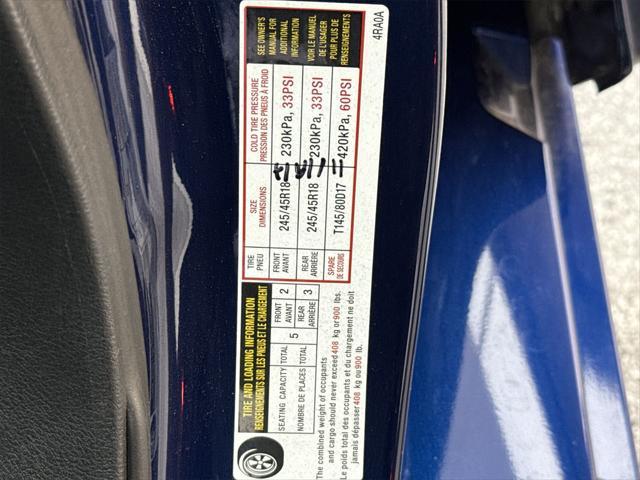 TIRE AND LOADING INFORMATION
RENSEIGNEMENTS SUR LES PNEUS ET LE CHARGEMENT
SEATING CAPACITY TOTAL 5 FRONT AVANT 2
NOMBRE DE PLACES TOTAL REAR ARRIÈRE 3
The combined weight of occupants
and cargo should never exceed 408 kg or 900 lbs.
Le poids total des occupants et du chargement ne doit
jamais dépasser 408 kg ou 900 lb.
TIRE PNEU SIZE DIMENSIONS COLD TIRE PRESSURE PRESSION DES PNEUS À FROID
FRONT AVANT 245/45R18 230kPa, 33PSI
REAR ARRIÈRE 245/45R18 230kPa, 33PSI
SPARE DE SECOURS T145/80D17 420kPa, 60PSI
SEE OWNER'S
MANUAL FOR
ADDITIONAL
INFORMATION
VOIR LE MANUEL
DE L'USAGER
POUR PLUS DE
RENSEIGNEMENTS
4RA0A